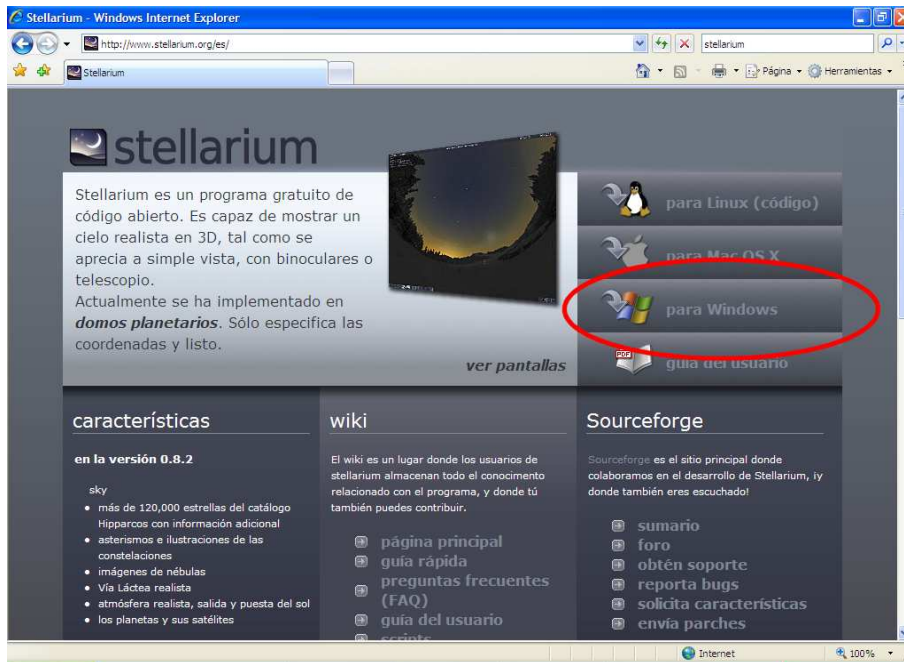 Stellarium - Windows Internet Explorer
http://www.stellarium.org/es/
stellarium
Stellarium
Página
Herramientas
stellarium
Stellarium es un programa gratuito de
código abierto. Es capaz de mostrar un
cielo realista en 3D, tal como se
aprecia a simple vista, con binoculares o
telescopio.
Actualmente se ha implementado en
domos planetarios. Sólo especifica las
coordenadas y listo.
ver pantallas
para Linux (código)
para Mac OS X
para Windows
PDF
guía del usuario
características
en la versión 0.8.2
sky
más de 120,000 estrellas del catálogo
Hipparcos con información adicional
asterismos e ilustraciones de las
constelaciones
imágenes de nébulas
Vía Láctea realista
atmósfera realista, salida y puesta del sol
los planetas y sus satélites
wiki
El wiki es un lugar donde los usuarios de
stellarium almacenan todo el conocimento
relacionado con el programa, y donde tú
también puedes contribuir.
página principal
guía rápida
preguntas frecuentes
(FAQ)
guía del usuario
scripts
Sourceforge
Sourceforge es el sitio principal donde
colaboramos en el desarrollo de Stellarium, ¡y
donde también eres escuchado!
sumario
foro
obtén soporte
reporta bugs
solicita características
envía parches
Internet
100%